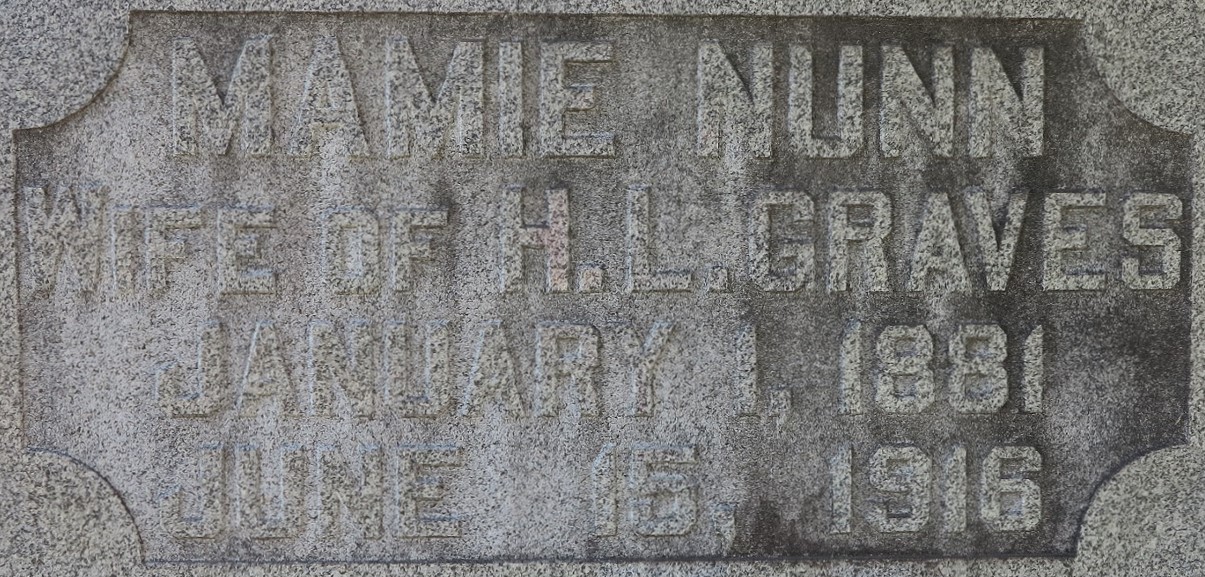 MAMIE NUNN
WIFE OF H.L. GRAVES
JANUARY 1, 1881
JUNE 15, 1916